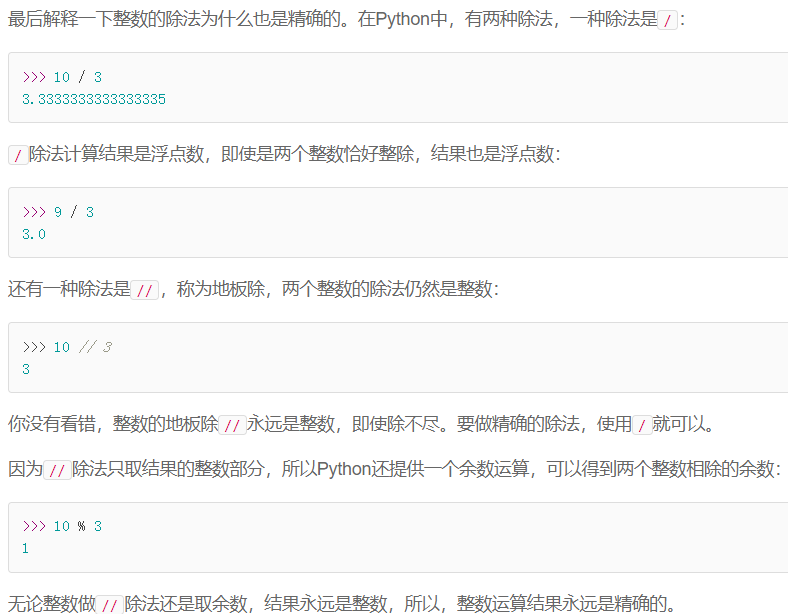 最后解释一下整数的除法为什么也是精确的。在Python中，有两种除法，一种除法是/：
>>> 10 / 3
3.3333333333333335
/除法计算结果是浮点数，即使是两个整数恰好整除，结果也是浮点数：
>>> 9 / 3
3.0
还有一种除法是//，称为地板除，两个整数的除法仍然是整数：
>>> 10 // 3
3
你没有看错，整数的地板除//永远是整数，即使除不尽。要做精确的除法，使用/就可以。
因为//除法只取结果的整数部分，所以Python还提供一个余数运算，可以得到两个整数相除的余数：
>>> 10 % 3
1
无论整数做//除法还是取余数，结果永远是整数，所以，整数运算结果永远是精确的。